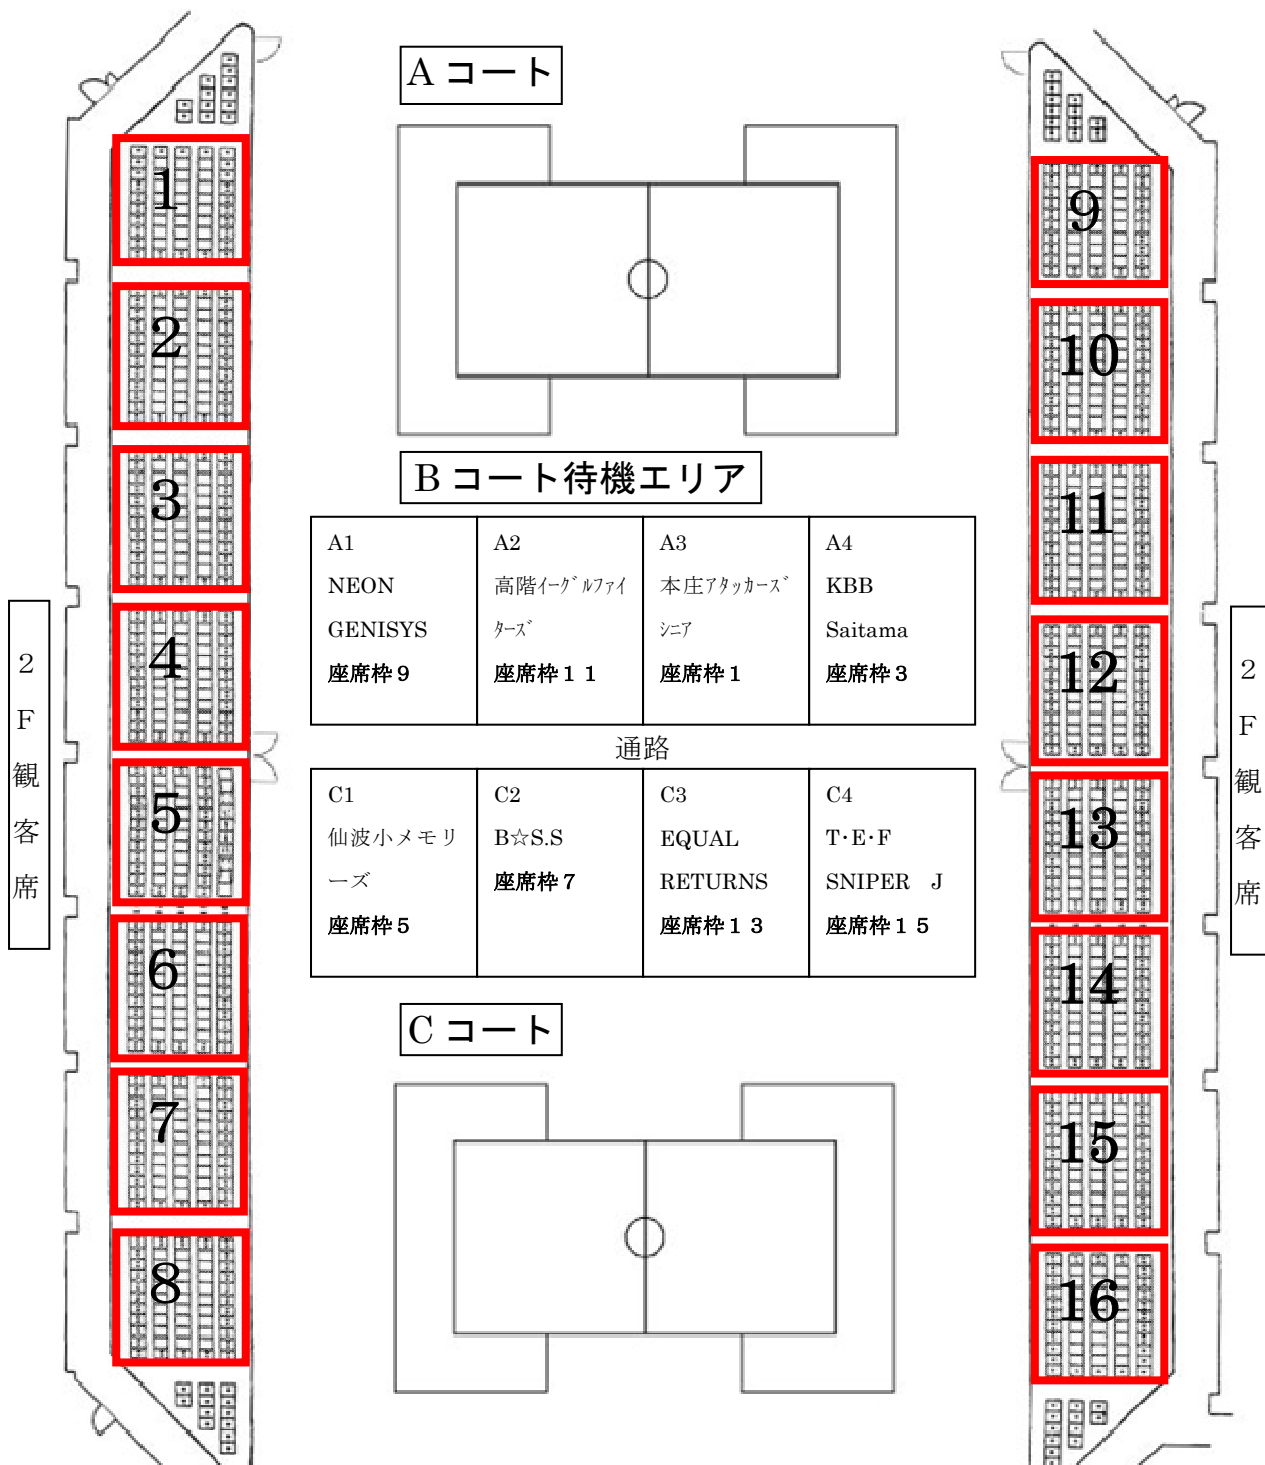 A コート
1
2
3
4
5
6
7
8
2F観客席
B コート待機エリア
A1
NEON
GENISYS
座席枠９
A2
高階ｲｰｸﾞﾙﾌｧｲ
ﾀｰｽﾞ
座席枠１１
A3
本庄ｱﾀｯｶｰｽﾞ
ｼﾆｱ
座席枠１
A4
KBB
Saitama
座席枠３
通路
C1
仙波小メモリ
ーズ
座席枠５
C2
B☆S.S
座席枠７
C3
EQUAL
RETURNS
座席枠１３
C4
T･E･F
SNIPER　J
座席枠１５
C コート
9
10
11
12
13
14
15
16
2F観客席